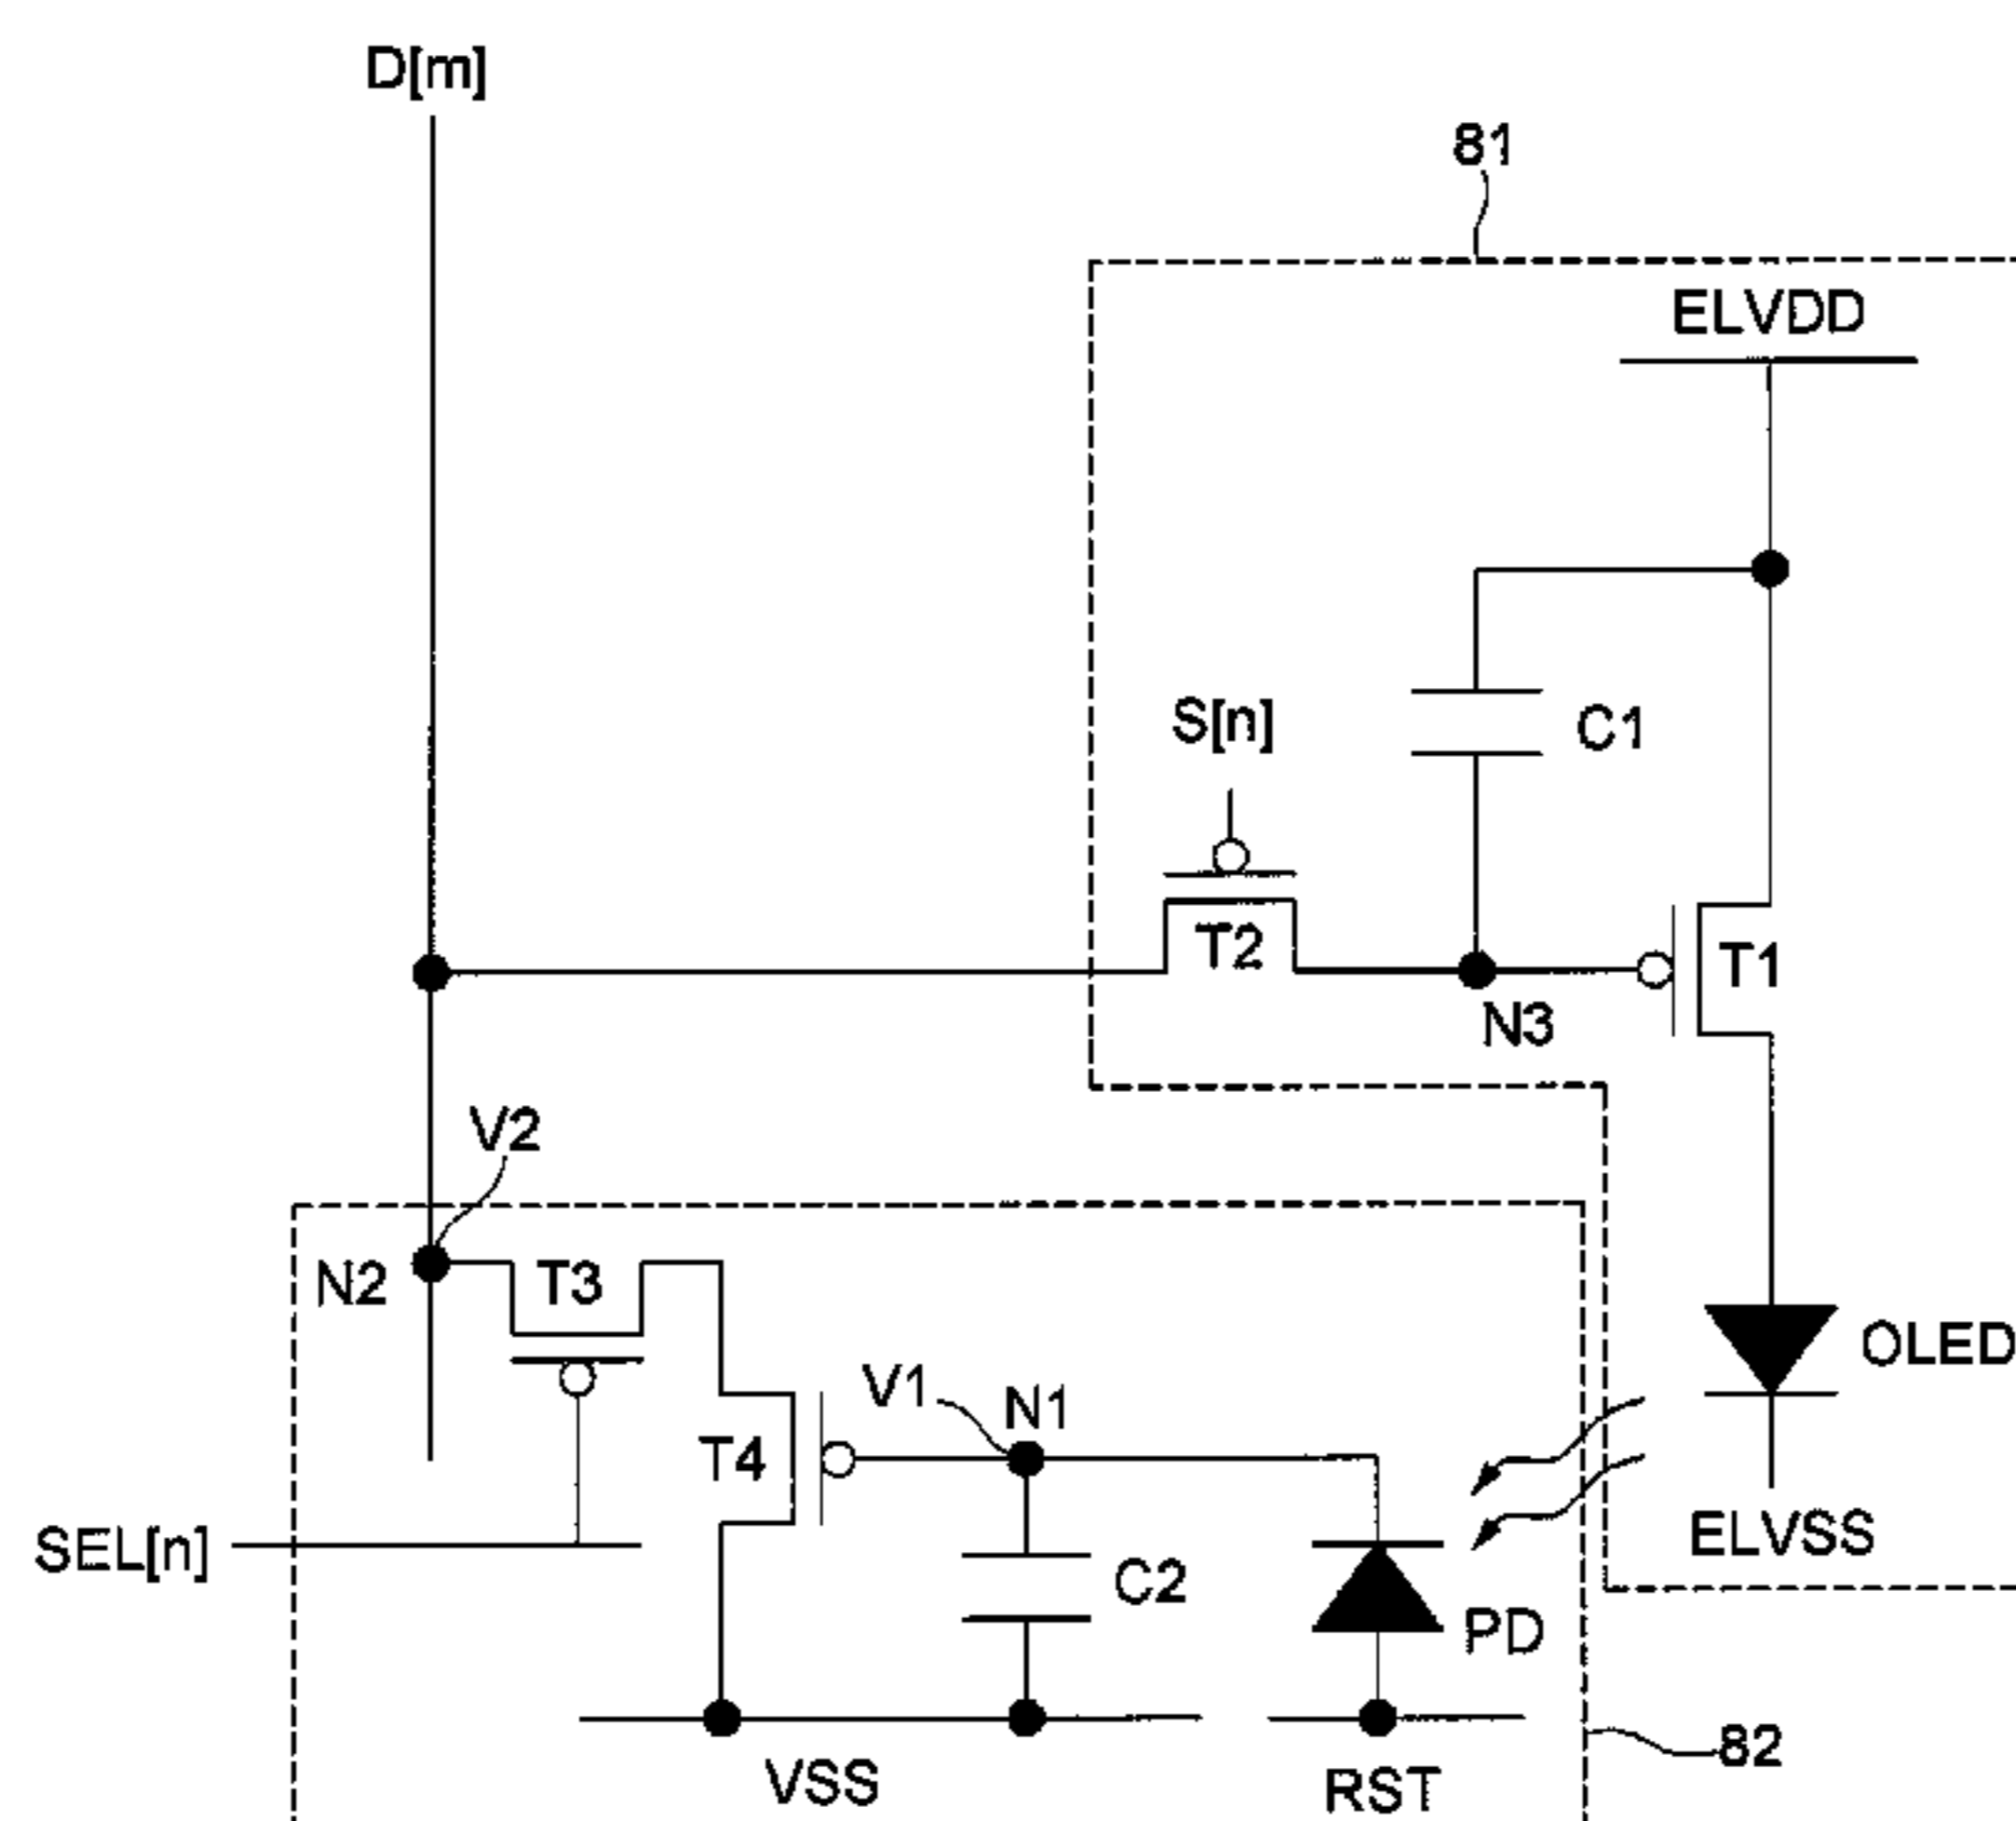 D[m]
81
ELVDD
S[n]
C1
T2
T1
N3
V2
N2
T3
OLED
V1
N1
T4
SEL[n]
ELVSS
C2
PD
82
VSS
RST